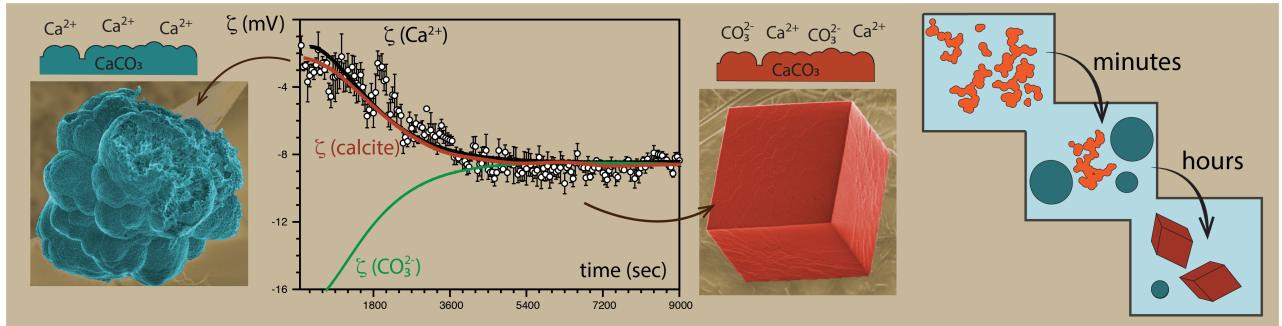 Ca²⁺ Ca²⁺ Ca²⁺
CaCO₃
ζ (mV)
ζ (Ca²⁺)
ζ (calcite)
ζ (CO₃²⁻)
time (sec)
-4
-8
-12
-16
1800 3600 5400 7200 9000
CO₃²⁻ Ca²⁺ CO₃²⁻ Ca²⁺
CaCO₃
minutes
hours